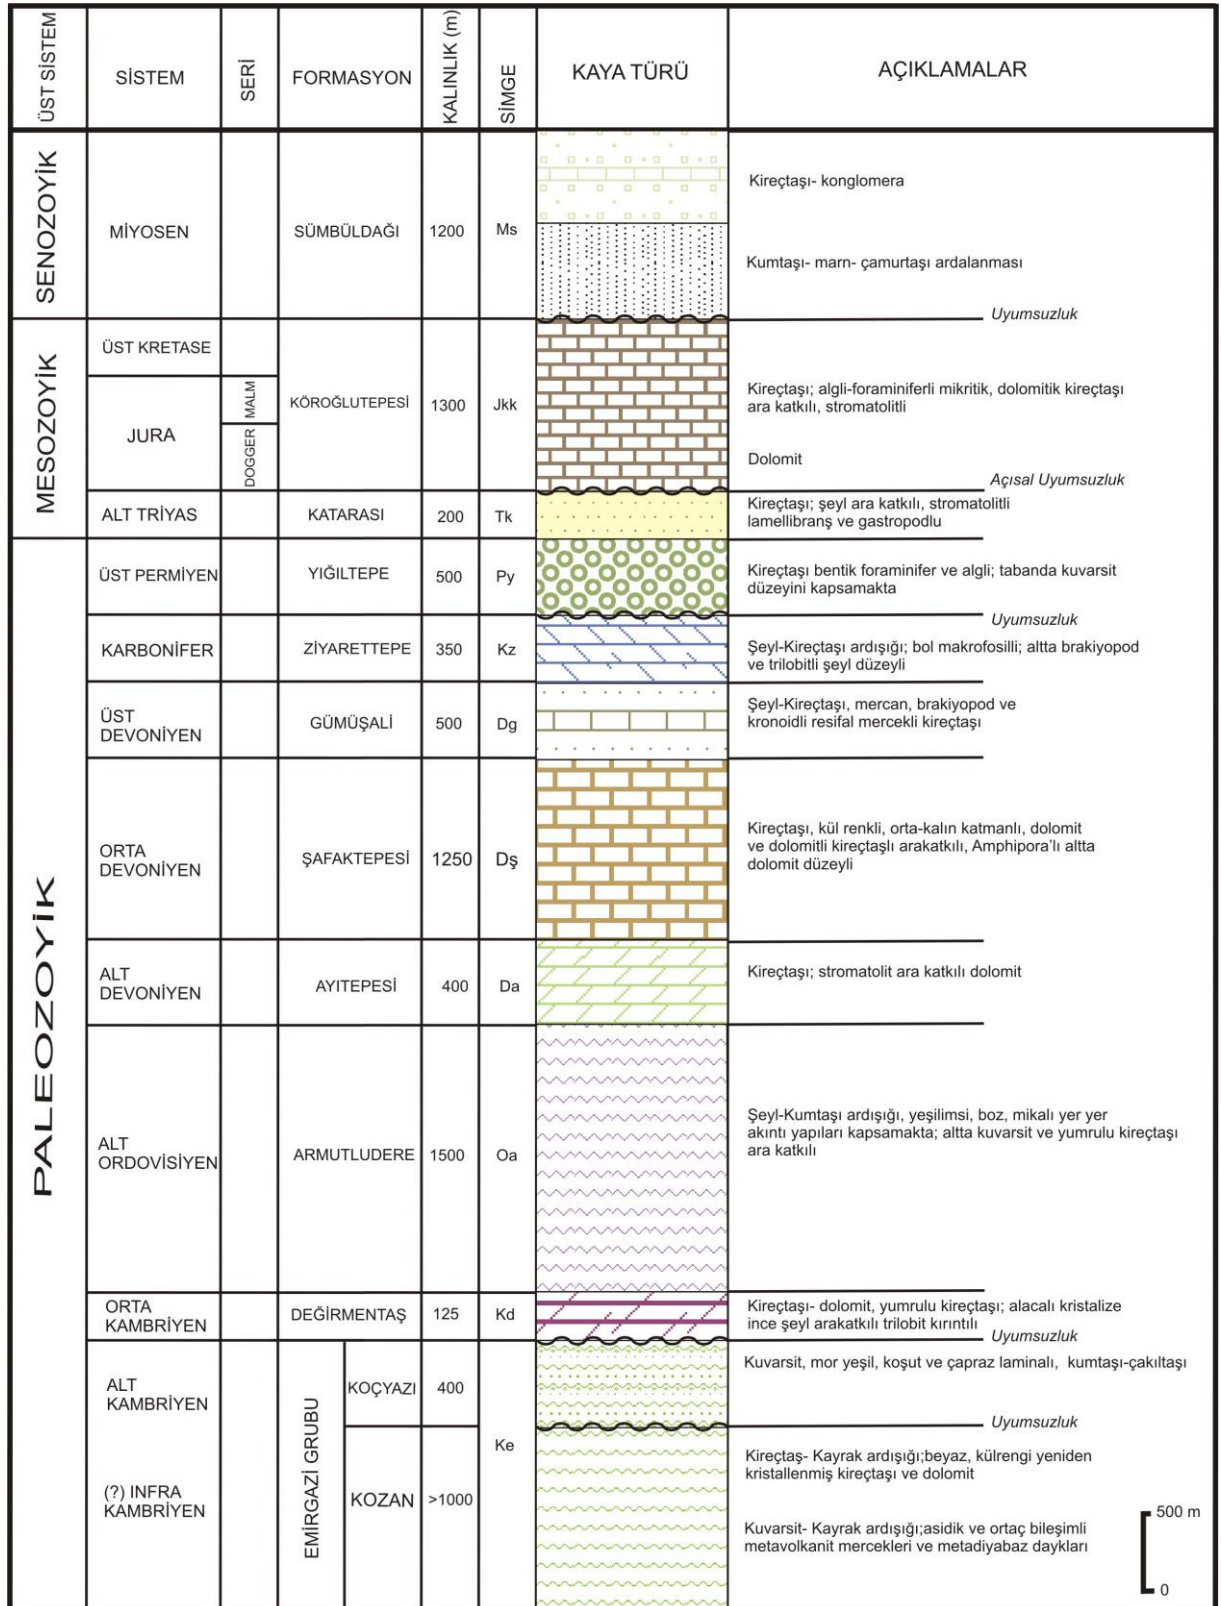 ÜST SİSTEM
SİSTEM
SERİ
FORMASYON
KALINLIK (m)
SİMGE
KAYA TÜRÜ
AÇIKLAMALAR
SENOZOYİK
MİYOSEN
SÜMBÜLDAĞI
1200
Ms
Kireçtaşı- konglomera
Kumtaşı- marn- çamurtaşı ardalanması
Uyumsuzluk
MESOZOYİK
ÜST KRETASE
JURA
MALM
DOGGER
KÖROĞLUTEPESİ
1300
Jkk
Kireçtaşı; algli-foraminiferli mikritik, dolomitik kireçtaşı
ara katkılı, stromatolitli
Dolomit
Açısal Uyumsuzluk
ALT TRİYAS
KATARASI
200
Tk
Kireçtaşı; şeyl ara katkılı, stromatolitli
lamellibranş ve gastropodlu
PALEOZOYİK
ÜST PERMİYEN
YIĞILTEPE
500
Py
Kireçtaşı bentik foraminifer ve algli; tabanda kuvarsit
düzeyini kapsamakta
Uyumsuzluk
KARBONİFER
ZİYARETTEPE
350
Kz
Şeyl-Kireçtaşı ardışığı; bol makrofosilli; altta brakiyopod
ve trilobitli şeyl düzeyli
ÜST
DEVONİYEN
GÜMÜŞALİ
500
Dg
Şeyl-Kireçtaşı, mercan, brakiyopod ve
kronoidli resifal mercekli kireçtaşı
ORTA
DEVONİYEN
ŞAFAKTEPESİ
1250
Dş
Kireçtaşı, kül renkli, orta-kalın katmanlı, dolomit
ve dolomitli kireçtaşlı arakatkılı, Amphipora'lı altta
dolomit düzeyli
ALT
DEVONİYEN
AYITEPESİ
400
Da
Kireçtaşı; stromatolit ara katkılı dolomit
ALT
ORDOVİSİYEN
ARMUTLUDERE
1500
Oa
Şeyl-Kumtaşı ardışığı, yeşilimsi, boz, mikalı yer yer
akıntı yapıları kapsamakta; altta kuvarsit ve yumrulu kireçtaşı
ara katkılı
ORTA
KAMBRİYEN
DEĞİRMENTAŞ
125
Kd
Kireçtaşı- dolomit, yumrulu kireçtaşı; alacalı kristalize
ince şeyl arakatkılı trilobit kırıntılı
Uyumsuzluk
ALT
KAMBRİYEN
EMİRGAZİ GRUBU
KOÇYAZI
400
Ke
Kuvarsit, mor yeşil, koşut ve çapraz laminalı, kumtaşı-çakıltaşı
Uyumsuzluk
(?) INFRA
KAMBRİYEN
KOZAN
>1000
Kireçtaş- Kayrak ardışığı;beyaz, külrengi yeniden
kristallenmiş kireçtaşı ve dolomit
Kuvarsit- Kayrak ardışığı;asidik ve ortaç bileşimli
metavolkanit mercekleri ve metadiyabaz daykları
500 m
0